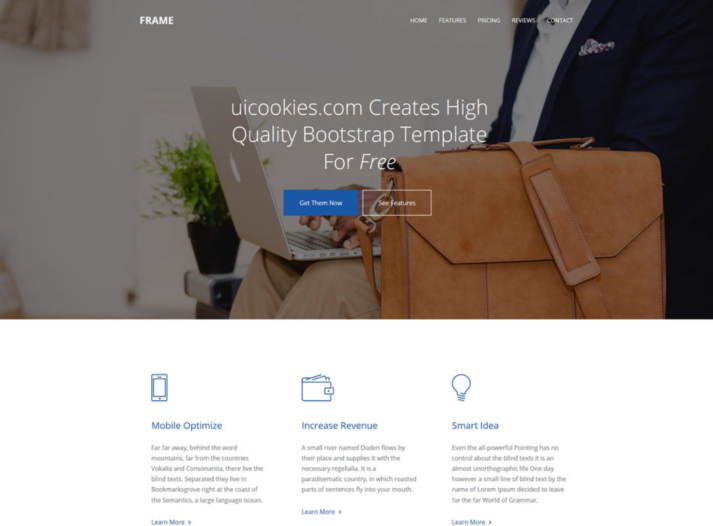 FRAME
HOME FEATURES PRICING REVIEWS CONTACT
uicookies.com Creates High
Quality Bootstrap Template
For Free
Get Them Now
See Features
Mobile Optimize
Far far away, behind the word
mountains, far from the countries
Vokalia and Consonantia, there live the
blind texts. Separated they live in
Bookmarksgrove right at the coast of
the Semantics, a large language ocean.
Learn More >
Increase Revenue
A small river named Duden flows by
their place and supplies it with the
necessary regelialia. It is a
paradisematic country, in which roasted
parts of sentences fly into your mouth.
Learn More >
Smart Idea
Even the all-powerful Pointing has no
control about the blind texts it is an
almost unorthographic life One day
however a small line of blind text by the
name of Lorem Ipsum decided to leave
for the far World of Grammar.
Learn More >